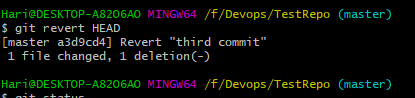 Hari@DESKTOP-A82O6AO MINGW64 /f/Devops/TestRepo (master)
$ git revert HEAD
[master a3d9cd4] Revert "third commit"
 1 file changed, 1 deletion(-)

Hari@DESKTOP-A82O6AO MINGW64 /f/Devops/TestRepo (master)
$ git status